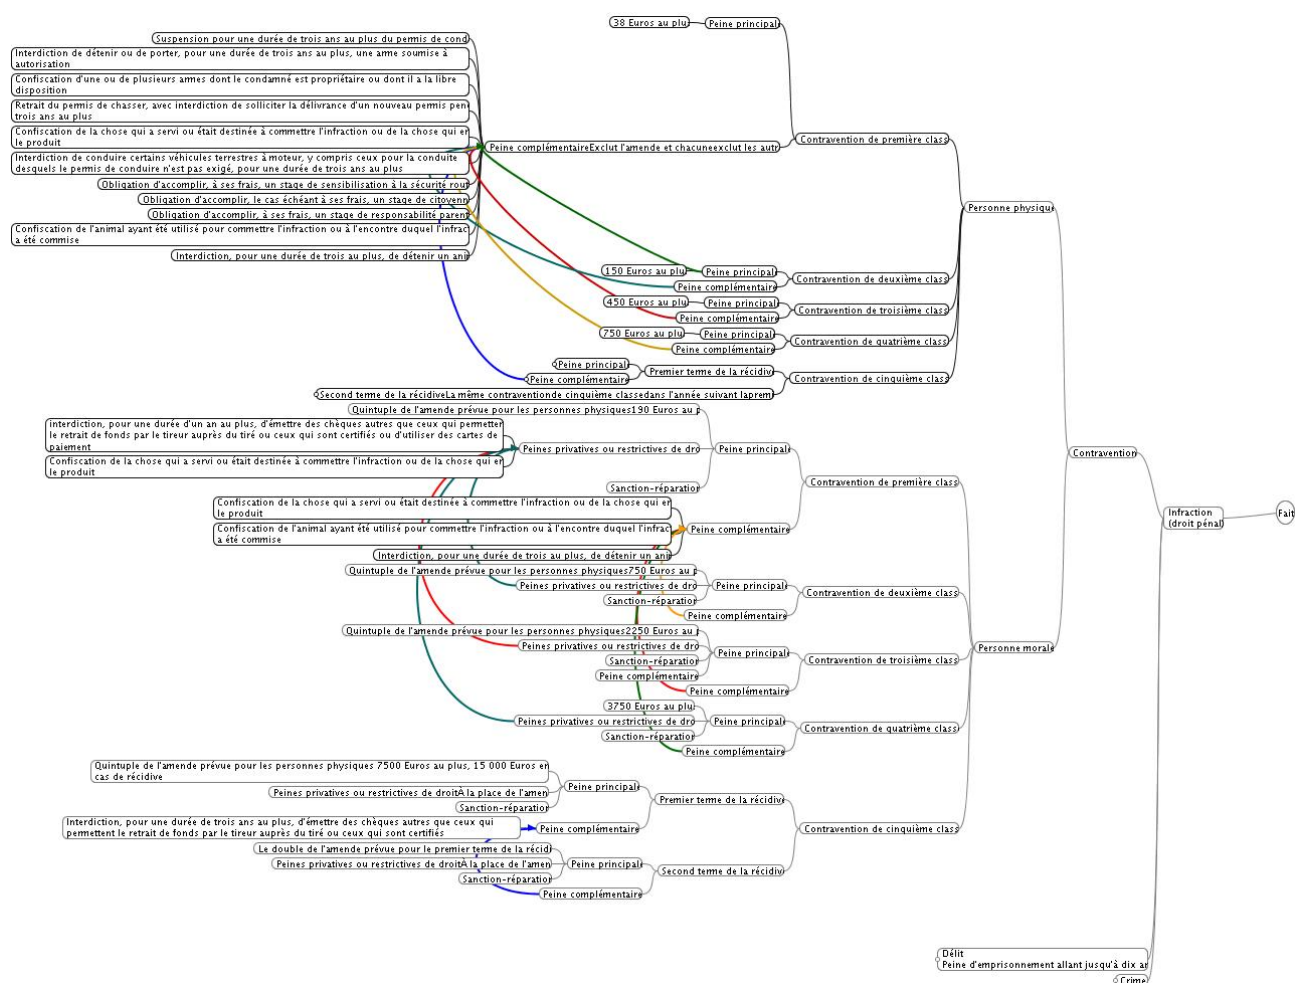 38 Euros au plu
Peine principal
Suspension pour une durée de trois ans au plus du permis de cond
Interdiction de détenir ou de porter, pour une durée de trois ans au plus, une arme soumise à
autorisation
Confiscation d'une ou de plusieurs armes dont le condamné est propriétaire ou dont il a la libre
disposition
Retrait du permis de chasser, avec interdiction de solliciter la délivrance d'un nouveau permis pen
trois ans au plus
Confiscation de la chose qui a servi ou était destinée à commettre l'infraction ou de la chose qui er
le produit
Interdiction de conduire certains véhicules terrestres à moteur, y compris ceux pour la conduite
desquels le permis de conduire n'est pas exigé, pour une durée de trois ans au plus
Obligation d'accomplir, à ses frais, un stage de sensibilisation à la sécurité rout
Obligation d'accomplir, le cas échéant à ses frais, un stage de citoyenn
Obligation d'accomplir, à ses frais, un stage de responsabilité parent
Confiscation de l'animal ayant été utilisé pour commettre l'infraction ou à l'encontre duquel l'infrac
a été commise
Interdiction, pour une durée de trois au plus, de détenir un ani
Peine complémentaireExclut l'amende et chacuneexclut les autr
Contravention de première class
Personne physique
150 Euros au plu
Peine principal
Peine complémentaire
Contravention de deuxième class
450 Euros au plu
Peine principal
Peine complémentaire
Contravention de troisième class
750 Euros au plu
Peine principal
Peine complémentaire
Contravention de quatrième class
Peine principal
Peine complémentaire
Premier terme de la récidiv
Contravention de cinquième class
Second terme de la récidiveLa même contraventionde cinquième classedans l'année suivant laprem
Quintuple de l'amende prévue pour les personnes physiques190 Euros au p
interdiction, pour une durée d'un an au plus, d'émettre des chèques autres que ceux qui permetter
le retrait de fonds par le tireur auprès du tiré ou ceux qui sont certifiés ou d'utiliser des cartes de
paiement
Confiscation de la chose qui a servi ou était destinée à commettre l'infraction ou de la chose qui er
le produit
Peines privatives ou restrictives de dro
Peine principale
Sanction-réparation
Contravention de première class
Confiscation de la chose qui a servi ou était destinée à commettre l'infraction ou de la chose qui er
le produit
Confiscation de l'animal ayant été utilisé pour commettre l'infraction ou à l'encontre duquel l'infrac
a été commise
Interdiction, pour une durée de trois au plus, de détenir un ani
Peine complémentaire
Contravention
Infraction
(droit pénal)
Fait
Quintuple de l'amende prévue pour les personnes physiques750 Euros au p
Peines privatives ou restrictives de dro
Sanction-réparation
Peine principale
Peine complémentaire
Contravention de deuxième class
Quintuple de l'amende prévue pour les personnes physiques2250 Euros au p
Peines privatives ou restrictives de dro
Sanction-réparation
Peine complémentaire
Peine principale
Peine complémentaire
Contravention de troisième class
Personne morale
3750 Euros au plu
Peines privatives ou restrictives de dro
Sanction-réparation
Peine principale
Peine complémentaire
Contravention de quatrième class
Quintuple de l'amende prévue pour les personnes physiques 7500 Euros au plus, 15 000 Euros er
cas de récidive
Peines privatives ou restrictives de droitÀ la place de l'amen
Sanction-réparation
Peine principale
Premier terme de la récidive
Interdiction, pour une durée de trois ans au plus, d'émettre des chèques autres que ceux qui
permettent le retrait de fonds par le tireur auprès du tiré ou ceux qui sont certifiés
Peine complémentaire
Contravention de cinquième class
Le double de l'amende prévue pour le premier terme de la récidi
Peines privatives ou restrictives de droitÀ la place de l'amen
Sanction-réparation
Peine principal
Second terme de la récidiv
Peine complémentaire
Délit
Peine d'emprisonnement allant jusqu'à dix ar
Crime